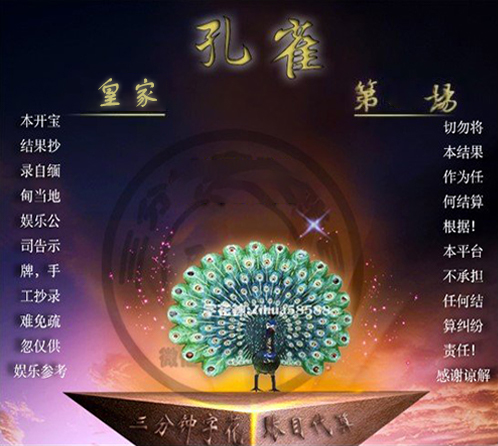 孔雀
皇家
第 场
本开宝
结果抄
录自缅
甸当地
娱乐公
司告示
牌，手
工抄录
难免疏
忽仅供
娱乐参考
切勿将
本结果
作为任
何结算
根据！
本平台
不承担
任何结
算纠纷
责任！
感谢谅解
三分钟字花 账目代算